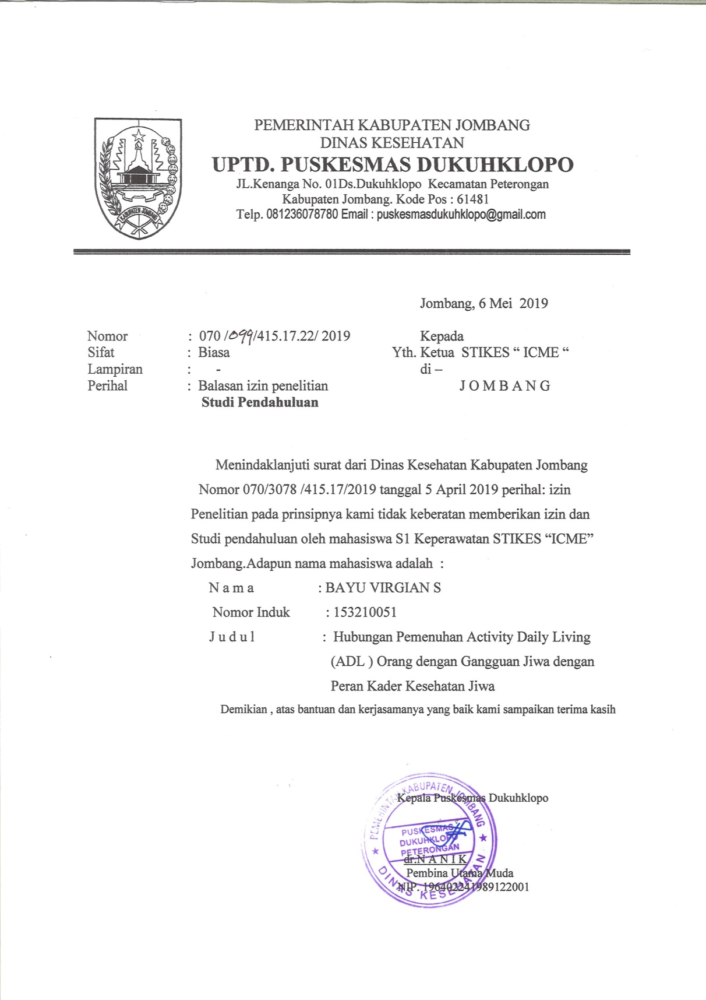 PEMERINTAH KABUPATEN JOMBANG
DINAS KESEHATAN
UPTD. PUSKESMAS DUKUHKLOPO
JL.Kenanga No. 01Ds.Dukuhklopo Kecamatan Peterongan
Kabupaten Jombang. Kode Pos : 61481
Telp. 081236078780 Email : puskesmasdukuhklopo@gmail.com
KABUPATEN JOMBANG
Jombang, 6 Mei 2019
Nomor : 070 /099/415.17.22/ 2019 Kepada
Sifat : Biasa Yth. Ketua STIKES “ ICME “
Lampiran : - di –
Perihal : Balasan izin penelitian J O M B A N G
Studi Pendahuluan
Menindaklanjuti surat dari Dinas Kesehatan Kabupaten Jombang
Nomor 070/3078 /415.17/2019 tanggal 5 April 2019 perihal: izin
Penelitian pada prinsipnya kami tidak keberatan memberikan izin dan
Studi pendahuluan oleh mahasiswa S1 Keperawatan STIKES “ICME”
Jombang.Adapun nama mahasiswa adalah :
N a m a : BAYU VIRGIAN S
Nomor Induk : 153210051
J u d u l : Hubungan Pemenuhan Activity Daily Living
(ADL ) Orang dengan Gangguan Jiwa dengan
Peran Kader Kesehatan Jiwa
Demikian , atas bantuan dan kerjasamanya yang baik kami sampaikan terima kasih
Kepala Puskesmas Dukuhklopo
PEMERINTAH KABUPATEN JOMBANG
PUSKESMAS
DUKUHKLOPO
PETERONGAN
DINAS KESEHATAN
dr.N A N I K
Pembina Utama Muda
NIP. 196402241989122001